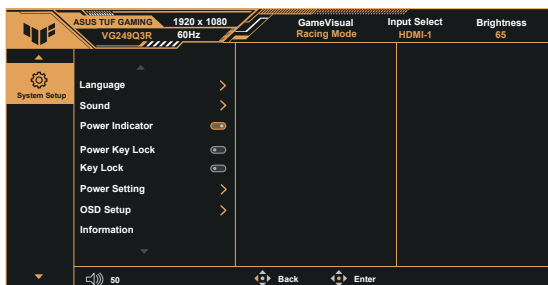 ASUS TUF GAMING 1920 x 1080
VG249Q3R 60Hz
GameVisual
Racing Mode
Input Select
HDMI-1
Brightness
65
System Setup
Language
Sound
Power Indicator
Power Key Lock
Key Lock
Power Setting
OSD Setup
Information
50 Back Enter